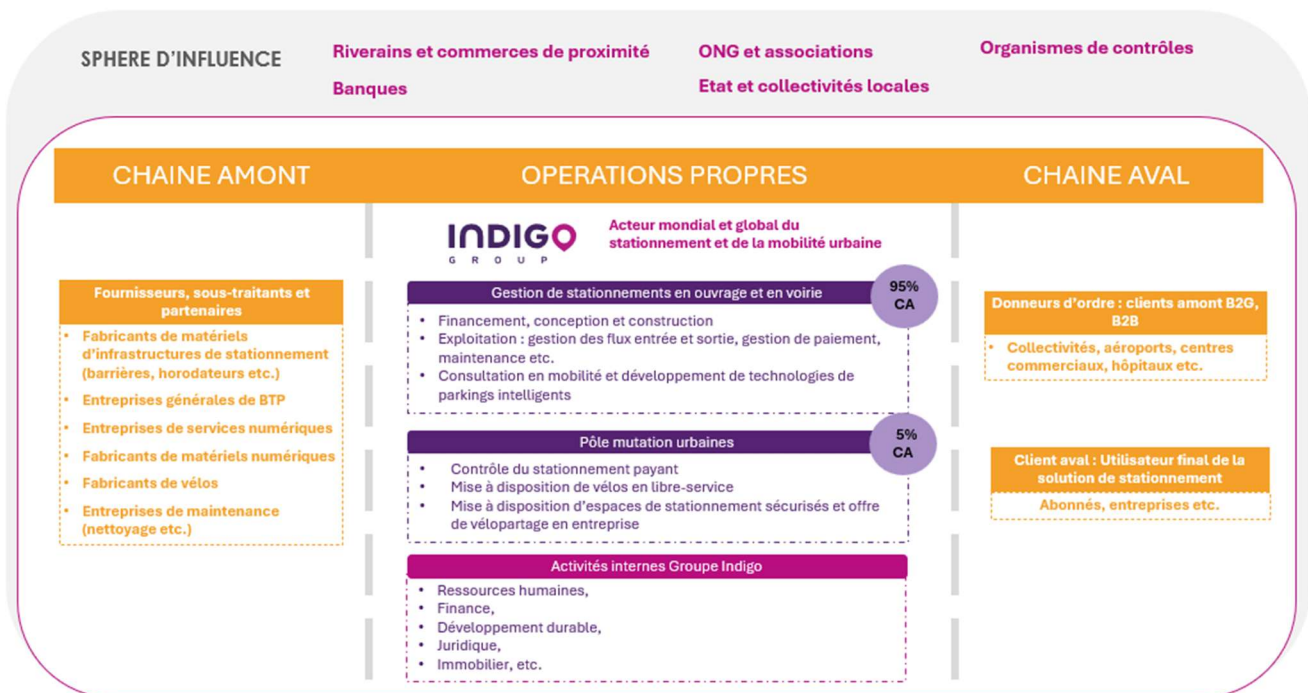 SPHERE D'INFLUENCE
Riverains et commerces de proximité
Banques
ONG et associations
Etat et collectivités locales
Organismes de contrôles
CHAINE AMONT
OPERATIONS PROPRES
CHAINE AVAL
INDIGO
GROUP
Acteur mondial et global du
stationnement et de la mobilité urbaine
Fournisseurs, sous-traitants et
partenaires
• Fabricants de matériels
d'infrastructures de stationnement
(barrières, horodateurs etc.)
• Entreprises générales de BTP
• Entreprises de services numériques
• Fabricants de matériels numériques
• Fabricants de vélos
• Entreprises de maintenance
(nettoyage etc.)
Gestion de stationnements en ouvrage et en voirie
95%
CA
• Financement, conception et construction
• Exploitation : gestion des flux entrée et sortie, gestion de paiement,
maintenance etc.
• Consultation en mobilité et développement de technologies de
parkings intelligents
Pôle mutation urbaines
5%
CA
• Contrôle du stationnement payant
• Mise à disposition de vélos en libre-service
• Mise à disposition d'espaces de stationnement sécurisés et offre
de vélopartage en entreprise
Activités internes Groupe Indigo
• Ressources humaines,
• Finance,
• Développement durable,
• Juridique,
• Immobilier, etc.
Donneurs d'ordre : clients amont B2G,
B2B
• Collectivités, aéroports, centres
commerciaux, hôpitaux etc.
Client aval : Utilisateur final de la
solution de stationnement
Abonnés, entreprises etc.